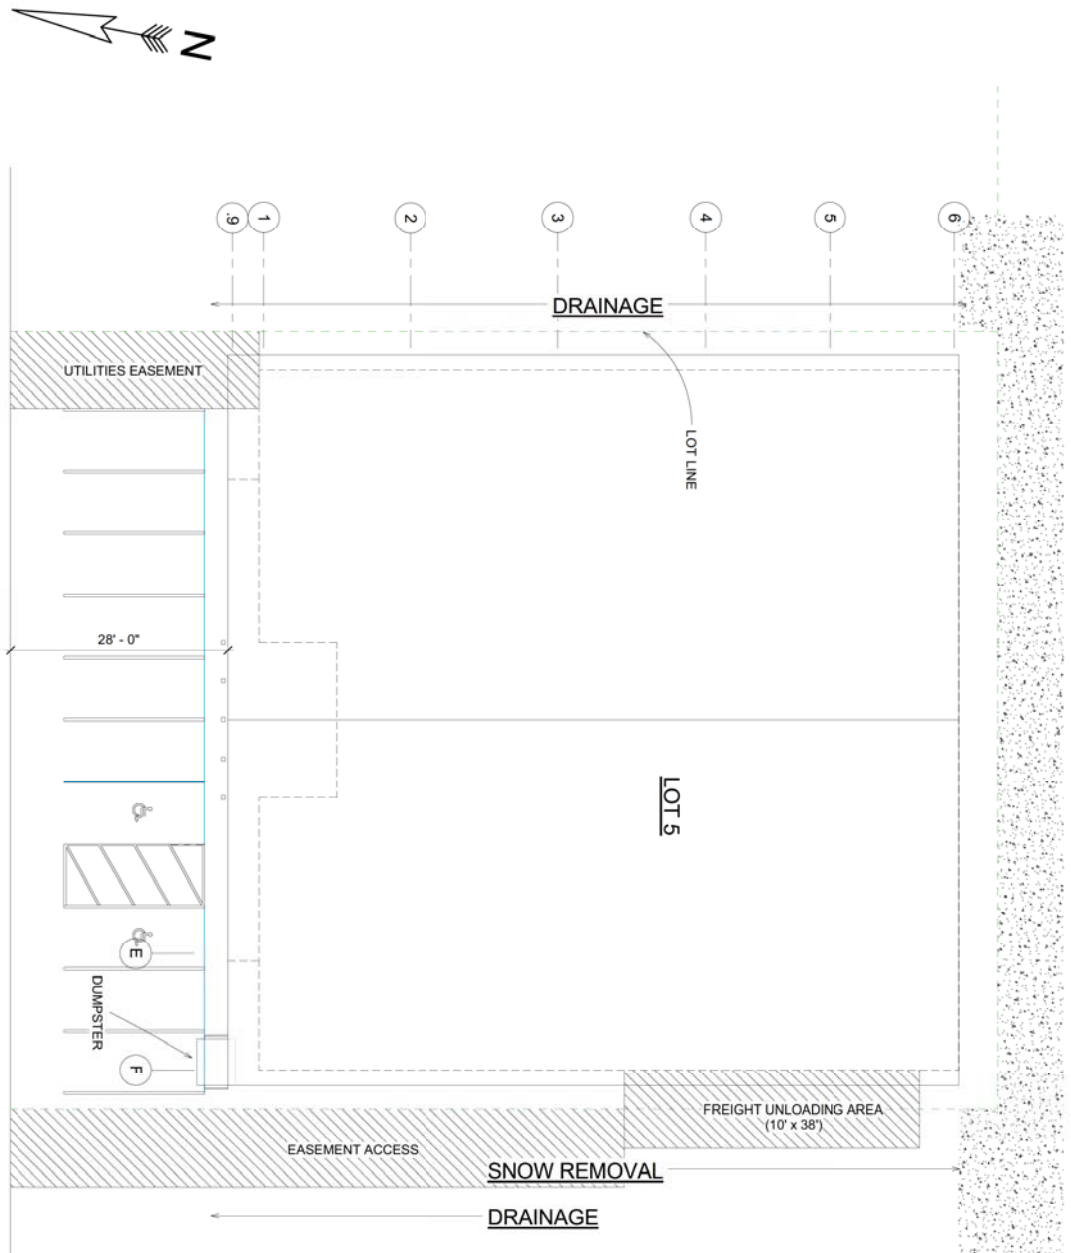 N
.9
1
2
3
4
5
6
DRAINAGE
UTILITIES EASEMENT
LOT LINE
28' - 0"
LOT 5
E
DUMPSTER
F
FREIGHT UNLOADING AREA
(10' x 38')
EASEMENT ACCESS
SNOW REMOVAL
DRAINAGE